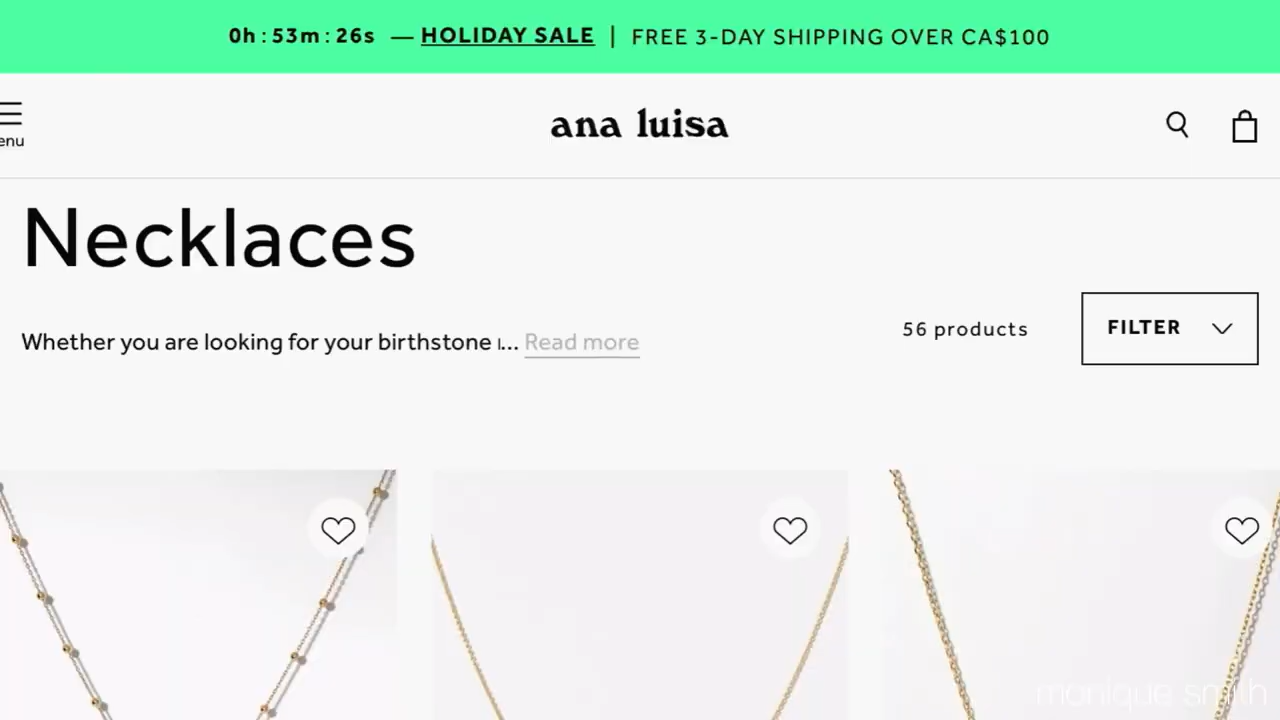 0h : 53m : 26s — HOLIDAY SALE | FREE 3-DAY SHIPPING OVER CA$100
enu
ana luisa
Necklaces
56 products
FILTER
Whether you are looking for your birthstone ... Read more
monique smith